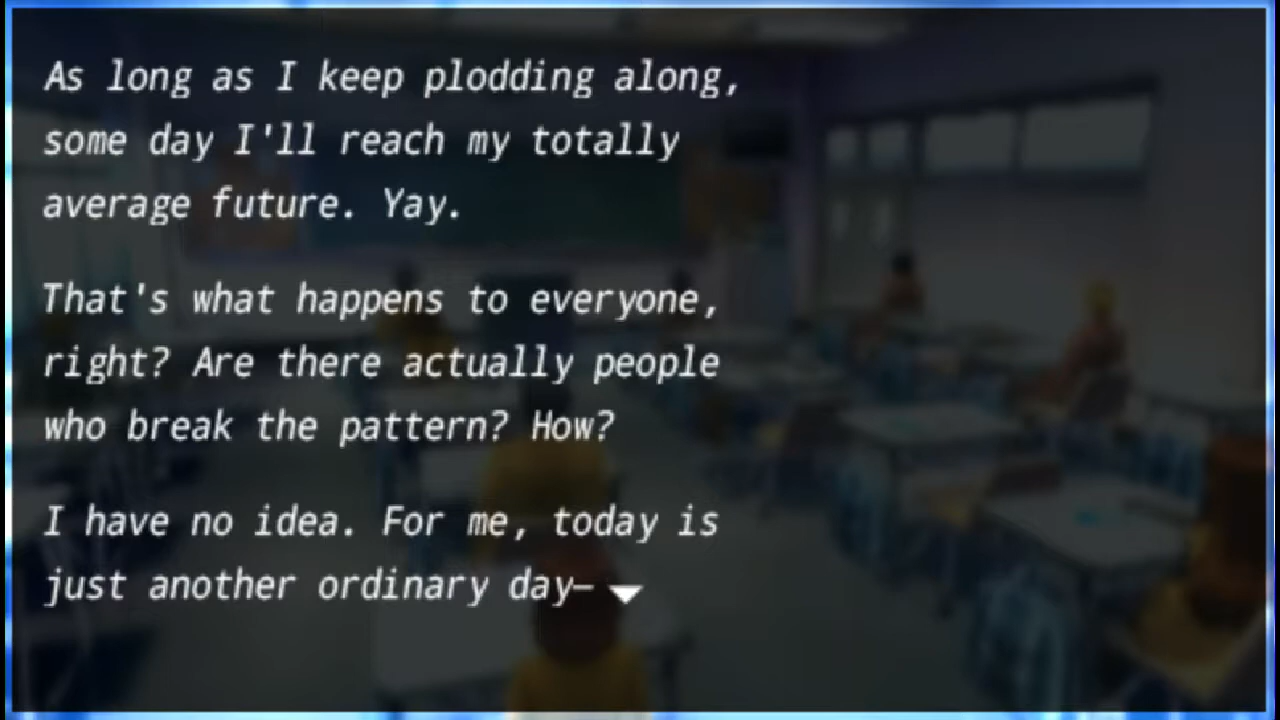 As long as I keep plodding along,
some day I'll reach my totally
average future. Yay.
That's what happens to everyone,
right? Are there actually people
who break the pattern? How?
I have no idea. For me, today is
just another ordinary day—